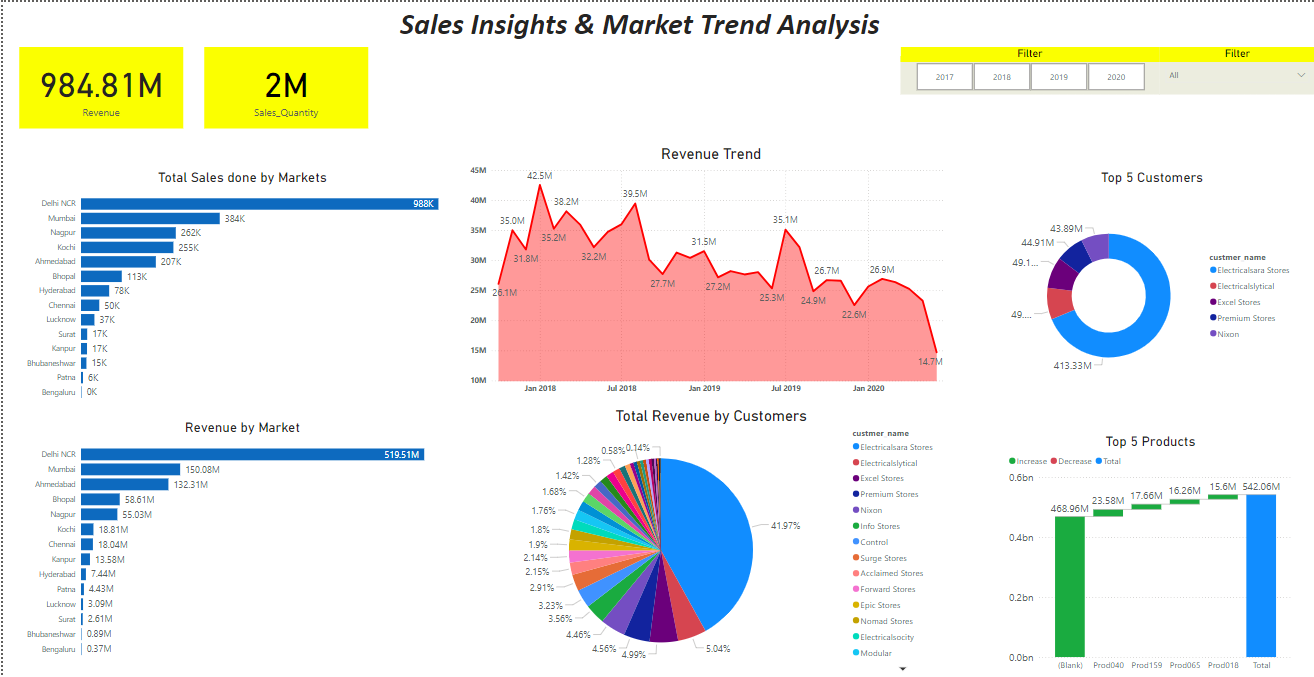 Sales Insights & Market Trend Analysis
984.81M
Revenue
2M
Sales_Quantity
Filter
2017 2018 2019 2020
Filter
All
Total Sales done by Markets
Delhi NCR 988K
Mumbai 384K
Nagpur 262K
Kochi 255K
Ahmedabad 207K
Bhopal 113K
Hyderabad 78K
Chennai 50K
Lucknow 37K
Surat 17K
Kanpur 17K
Bhubaneshwar 15K
Patna 6K
Bengaluru 0K
Revenue Trend
45M
40M
35M
30M
25M
20M
15M
10M
26.1M
35.0M
31.8M
42.5M
35.2M
38.2M
32.2M
39.5M
27.7M
31.5M
27.2M
25.3M
35.1M
24.9M
26.7M
22.6M
26.9M
14.7M
Jan 2018 Jul 2018 Jan 2019 Jul 2019 Jan 2020
Top 5 Customers
43.89M
44.91M
49.1...
49....
413.33M
custmer_name
Electricalsara Stores
Electricalslytical
Excel Stores
Premium Stores
Nixon
Revenue by Market
Delhi NCR 519.51M
Mumbai 150.08M
Ahmedabad 132.31M
Bhopal 58.61M
Nagpur 55.03M
Kochi 18.81M
Chennai 18.04M
Kanpur 13.58M
Hyderabad 7.44M
Patna 4.43M
Lucknow 3.09M
Surat 2.61M
Bhubaneshwar 0.89M
Bengaluru 0.37M
Total Revenue by Customers
0.14%
0.58%
1.28%
1.42%
1.68%
1.76%
1.8%
1.9%
2.14%
2.15%
2.91%
3.23%
3.56%
4.46%
4.56%
4.99%
5.04%
41.97%
custmer_name
Electricalsara Stores
Electricalslytical
Excel Stores
Premium Stores
Nixon
Info Stores
Control
Surge Stores
Acclaimed Stores
Forward Stores
Epic Stores
Nomad Stores
Electricalsocity
Modular
Top 5 Products
Increase Decrease Total
0.6bn
0.4bn
0.2bn
0.0bn
468.96M 23.58M 17.66M 16.26M 15.6M 542.06M
(Blank) Prod040 Prod159 Prod065 Prod018 Total